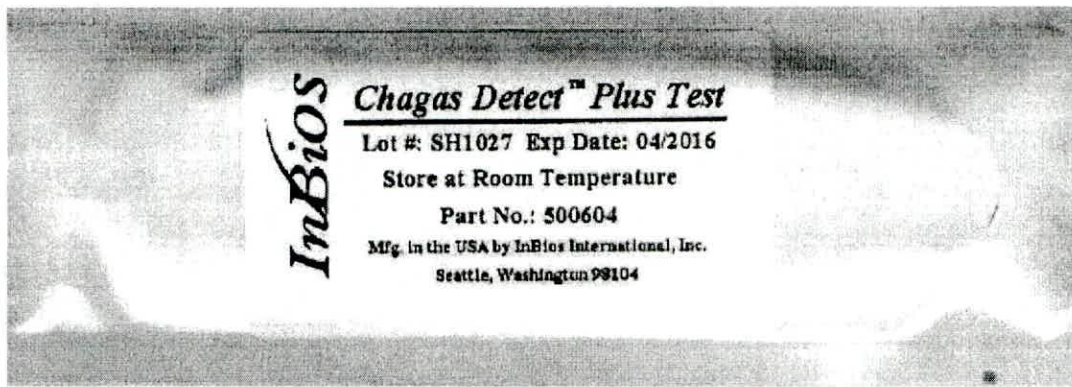 InBios
Chagas Detect™ Plus Test
Lot #: SH1027 Exp Date: 04/2016
Store at Room Temperature
Part No.: 500604
Mfg. in the USA by InBios International, Inc.
Seattle, Washington 98104